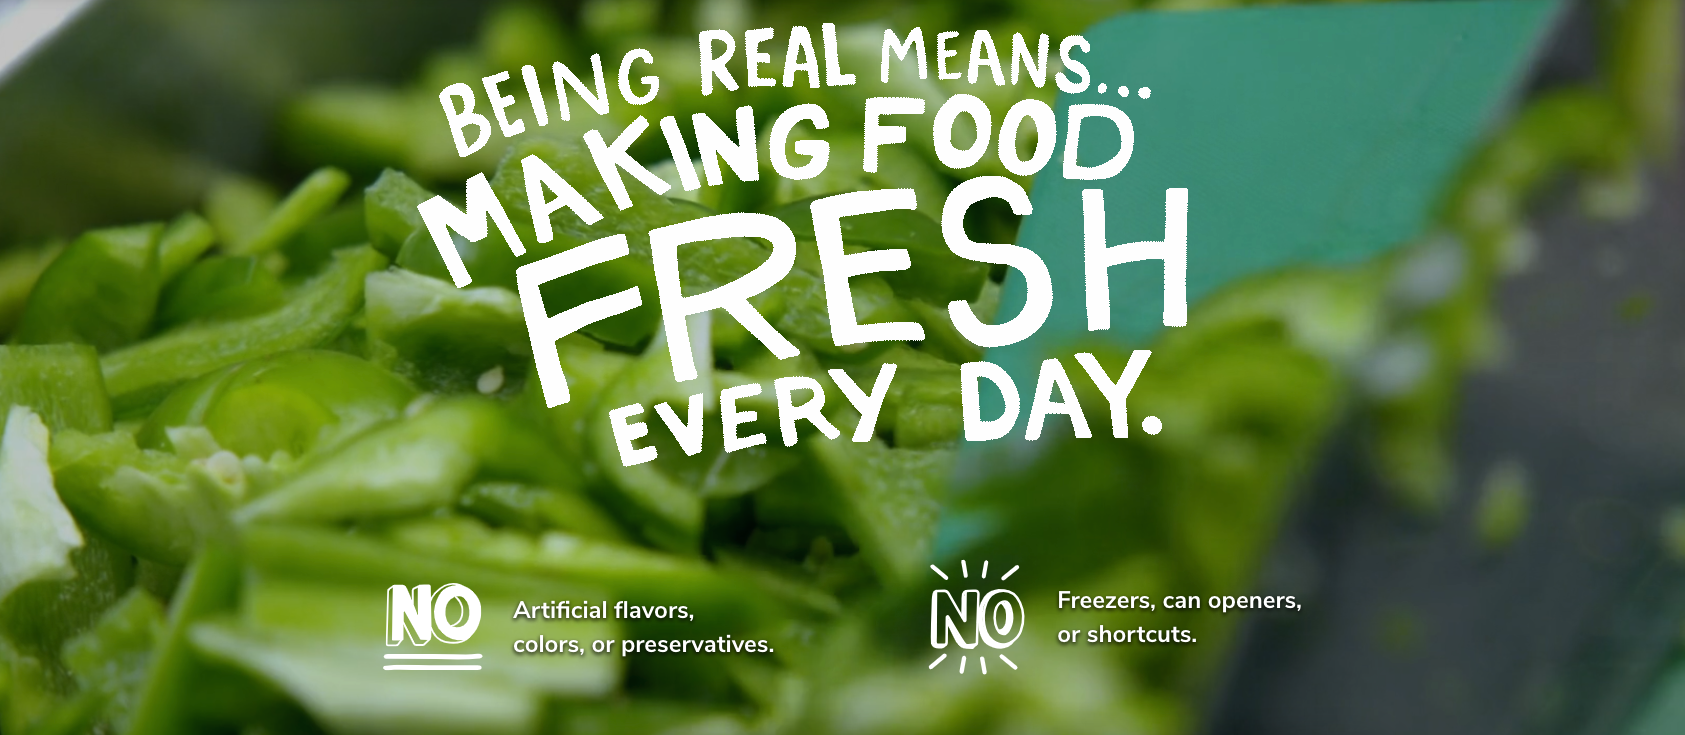 BEING REAL MEANS...
MAKING FOOD
FRESH
EVERY DAY.
NO
Artificial flavors,
colors, or preservatives.
NO
Freezers, can openers,
or shortcuts.